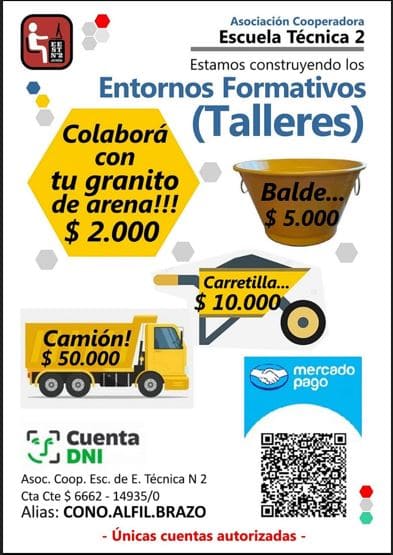 Asociación Cooperadora
Escuela Técnica 2
Estamos construyendo los
Entornos Formativos
(Talleres)
Colaborá
con
tu granito
de arena!!!
$ 2.000
Balde...
$ 5.000
Carretilla...
$ 10.000
Camión!
$ 50.000
mercado
pago
Cuenta
DNI
Asoc. Coop. Esc. de E. Técnica N 2
Cta Cte $ 6662 - 14935/0
Alias: CONO.ALFIL.BRAZO
- Únicas cuentas autorizadas -